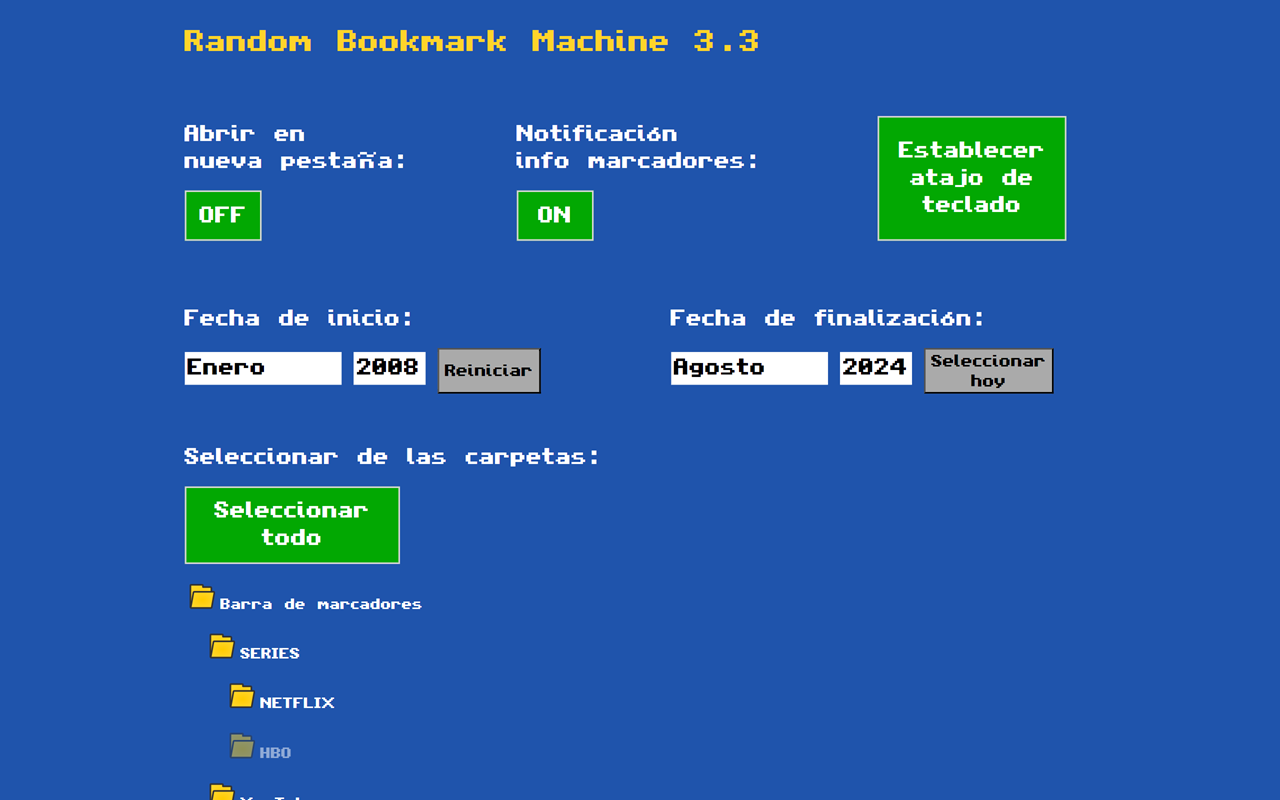 Random Bookmark Machine 3.3
Abrir en
nueva pestaña:
OFF
Notificación
info marcadores:
ON
Establecer
atajo de
teclado
Fecha de inicio:
Enero 2008 Reiniciar
Fecha de finalización:
Agosto 2024 Seleccionar
hoy
Seleccionar de las carpetas:
Seleccionar
todo
Barra de marcadores
SERIES
NETFLIX
HBO